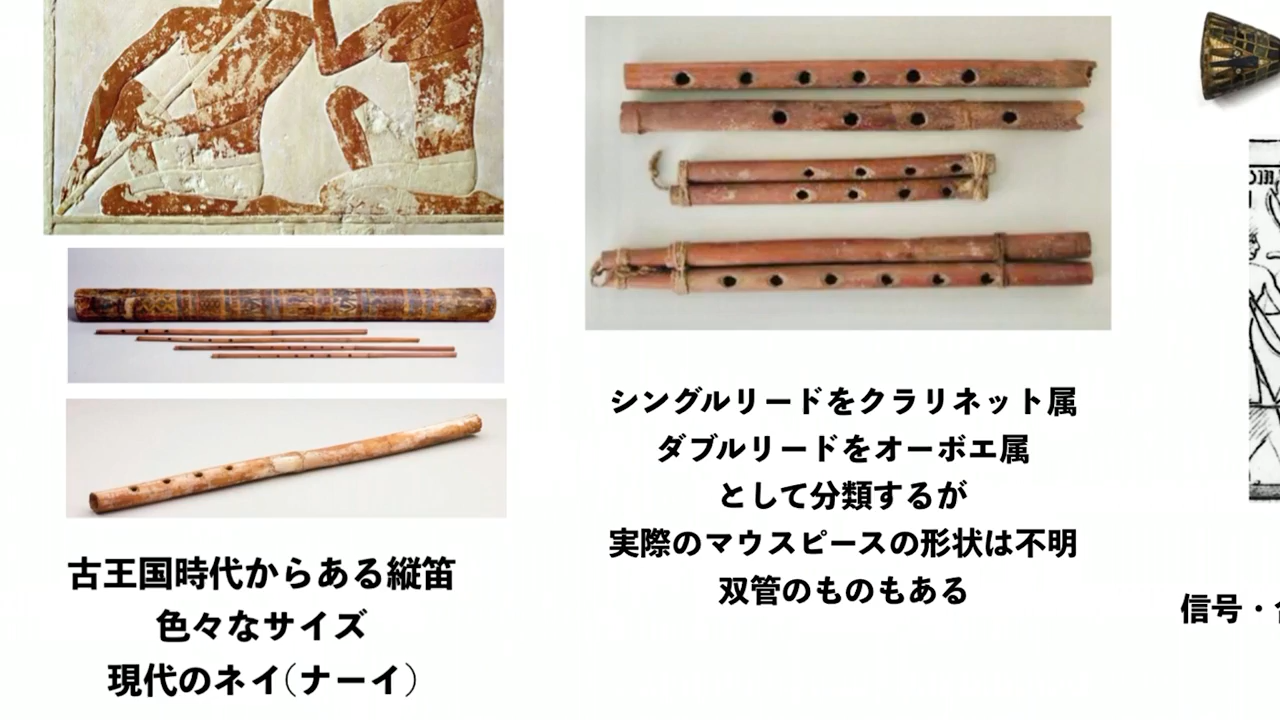 古王国時代からある縦笛
色々なサイズ
現代のネイ(ナーイ)
シングルリードをクラリネット属
ダブルリードをオーボエ属
として分類するが
実際のマウスピースの形状は不明
双管のものもある
信号・